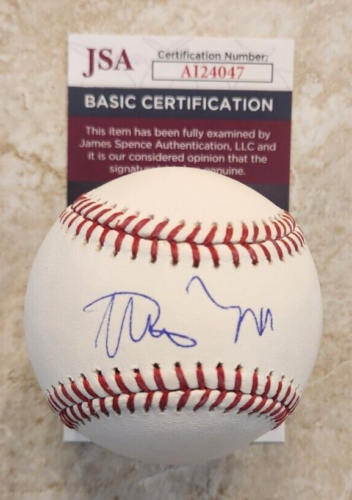 JSA
Certification Number:
AI24047
BASIC CERTIFICATION
This item has been fully examined by
James Spence Authentication, LLC and
it is our considered opinion that the
genuine.